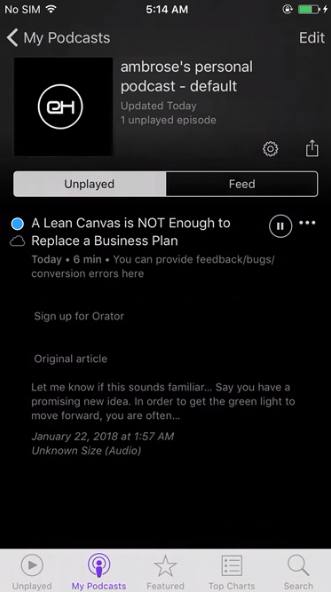 No SIM 5:14 AM
My Podcasts Edit
ambrose's personal
podcast - default
Updated Today
1 unplayed episode
eH
Unplayed Feed
A Lean Canvas is NOT Enough to
Replace a Business Plan
Today • 6 min • You can provide feedback/bugs/
conversion errors here
Sign up for Orator
Original article
Let me know if this sounds familiar... Say you have a
promising new idea. In order to get the green light to
move forward, you are often...
January 22, 2018 at 1:57 AM
Unknown Size (Audio)
Unplayed My Podcasts Featured Top Charts Search